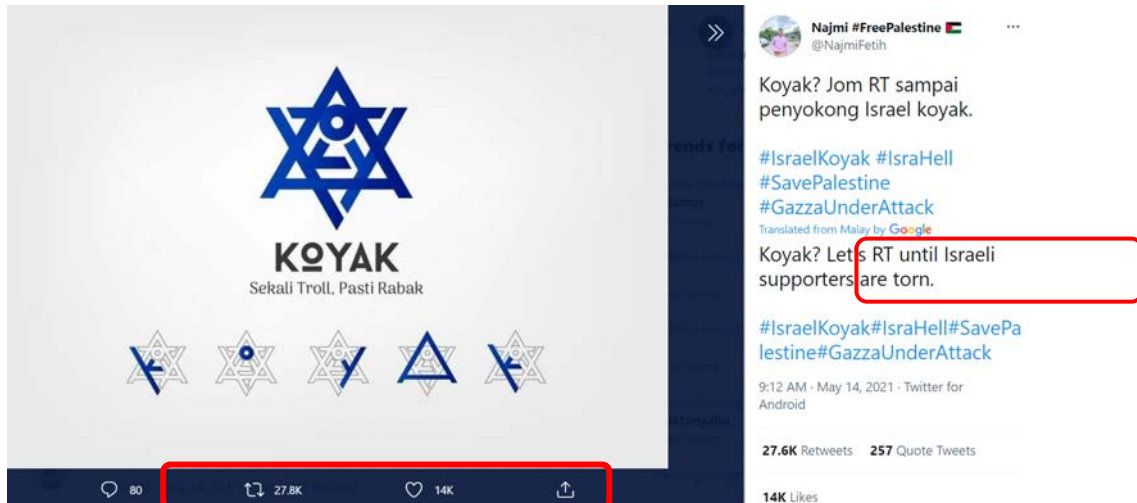 KOYAK
Sekali Troll, Pasti Rabak
80
27.8K
14K
Najmi #FreePalestine
@NajmiFetih
Koyak? Jom RT sampai
penyokong Israel koyak.
#IsraelKoyak #IsraHell
#SavePalestine
#GazzaUnderAttack
Translated from Malay by Google
Koyak? Let's RT until Israeli
supporters are torn.
#IsraelKoyak#IsraHell#SavePa
lestine#GazzaUnderAttack
9:12 AM · May 14, 2021 · Twitter for
Android
27.6K Retweets 257 Quote Tweets
14K Likes